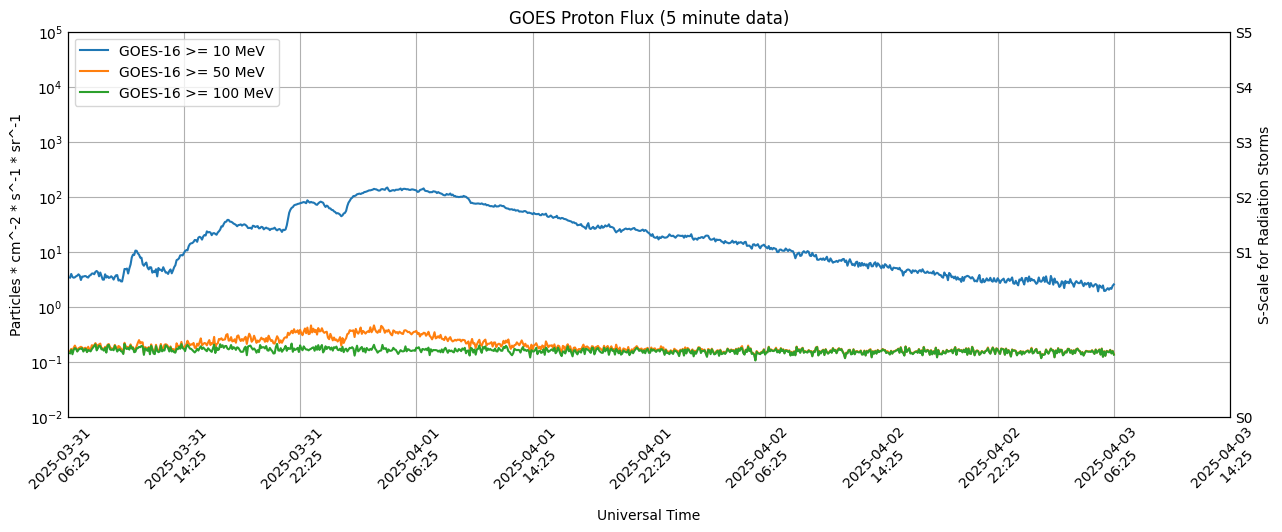 GOES Proton Flux (5 minute data)
GOES-16 >= 10 MeV
GOES-16 >= 50 MeV
GOES-16 >= 100 MeV
Particles * cm^-2 * s^-1 * sr^-1
10^5
10^4
10^3
10^2
10^1
10^0
10^-1
10^-2
S5
S4
S3
S2
S1
S0
S-Scale for Radiation Storms
2025-03-31
06:25
2025-03-31
14:25
2025-03-31
22:25
2025-04-01
06:25
2025-04-01
14:25
2025-04-01
22:25
2025-04-02
06:25
2025-04-02
14:25
2025-04-02
22:25
2025-04-03
06:25
2025-04-03
14:25
Universal Time